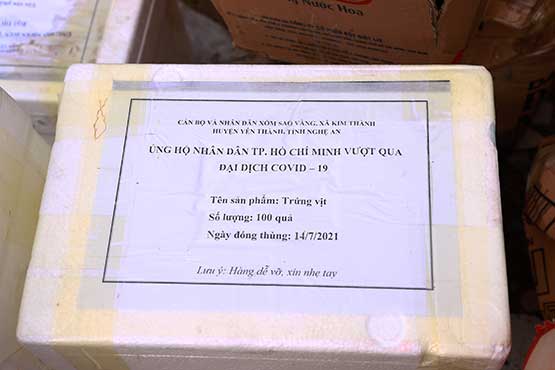 Nước Hoa
CÁN BỘ VÀ NHÂN DÂN XÓM SAO VÀNG, XÃ KIM THÀNH
HUYỆN YÊN THÀNH, TỈNH NGHỆ AN
ỦNG HỘ NHÂN DÂN TP. HỒ CHÍ MINH VƯỢT QUA
ĐẠI DỊCH COVID – 19
Tên sản phẩm: Trứng vịt
Số lượng: 100 quả
Ngày đóng thùng: 14/7/2021
Lưu ý: Hàng dễ vỡ, xin nhẹ tay